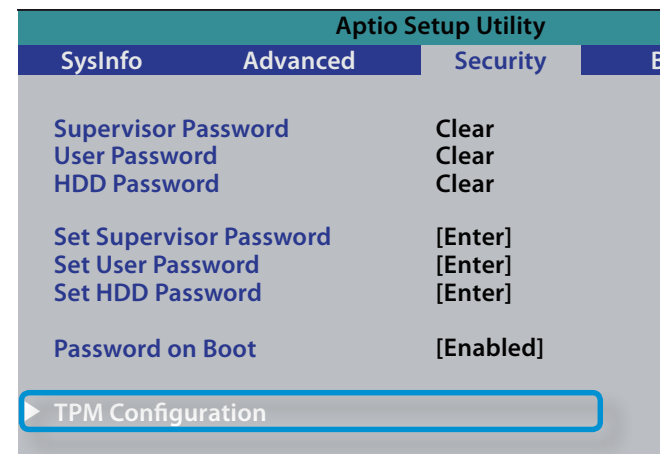 Aptio Setup Utility
SysInfo Advanced Security
Supervisor Password Clear
User Password Clear
HDD Password Clear
Set Supervisor Password [Enter]
Set User Password [Enter]
Set HDD Password [Enter]
Password on Boot [Enabled]
TPM Configuration